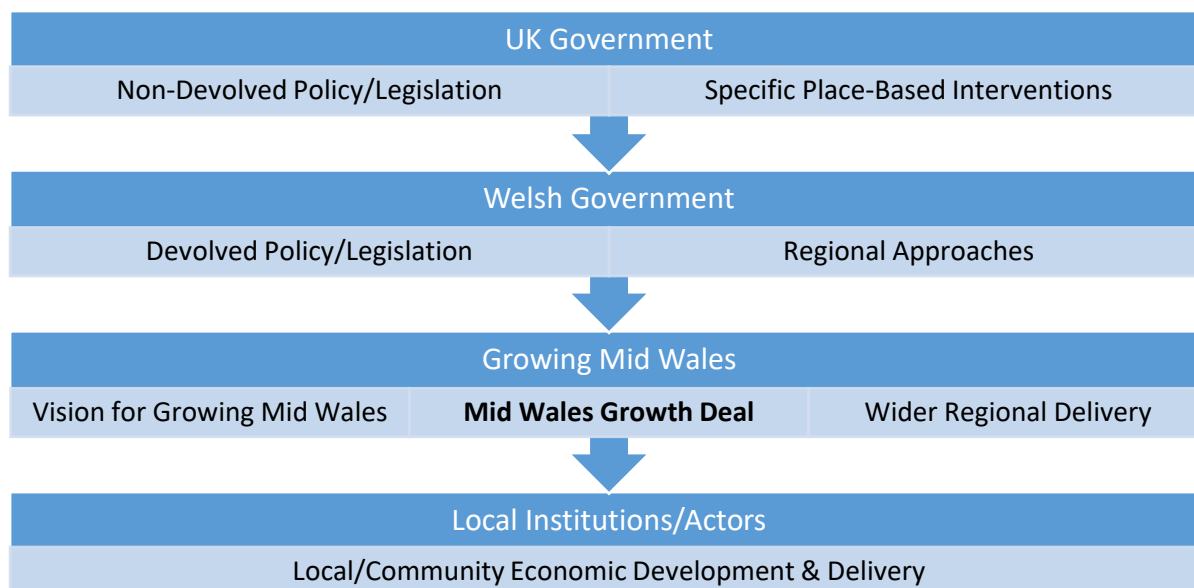 UK Government
Non-Devolved Policy/Legislation
Specific Place-Based Interventions
Welsh Government
Devolved Policy/Legislation
Regional Approaches
Growing Mid Wales
Vision for Growing Mid Wales
Mid Wales Growth Deal
Wider Regional Delivery
Local Institutions/Actors
Local/Community Economic Development & Delivery